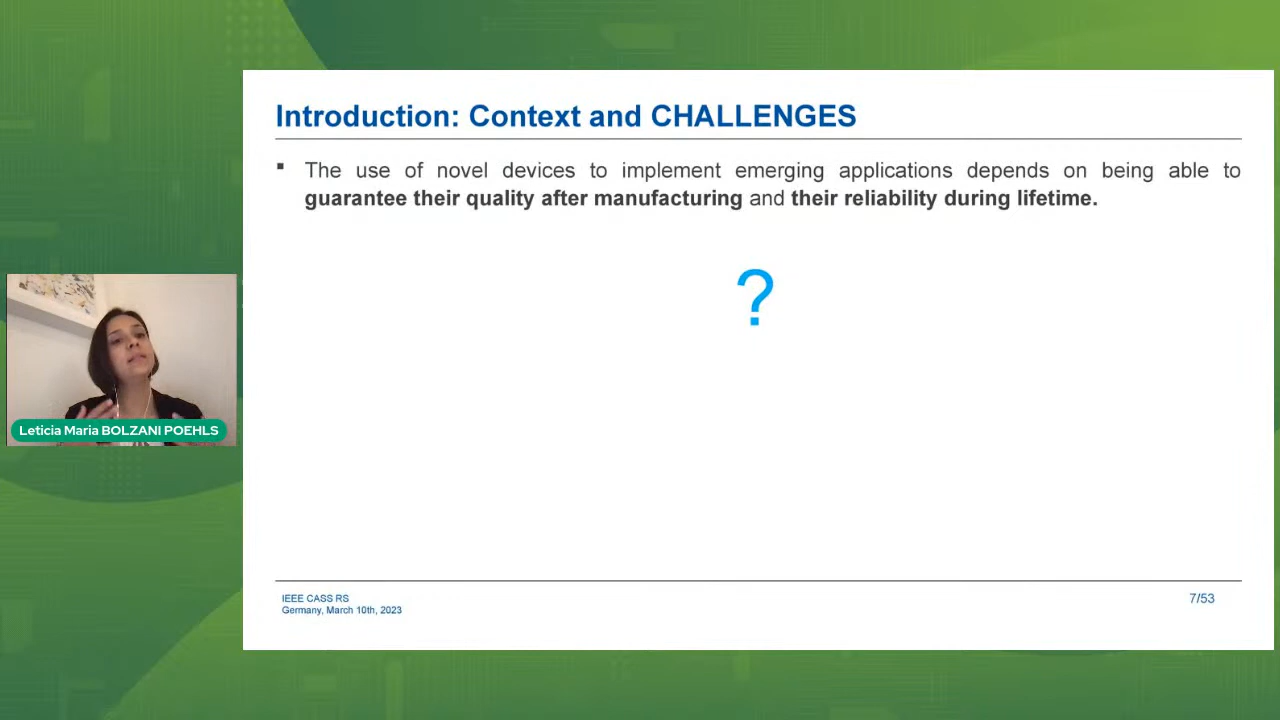 Introduction: Context and CHALLENGES
▪ The use of novel devices to implement emerging applications depends on being able to
guarantee their quality after manufacturing and their reliability during lifetime.
?
Leticia Maria BOLZANI POEHLS
IEEE CASS RS
Germany, March 10th, 2023
7/53